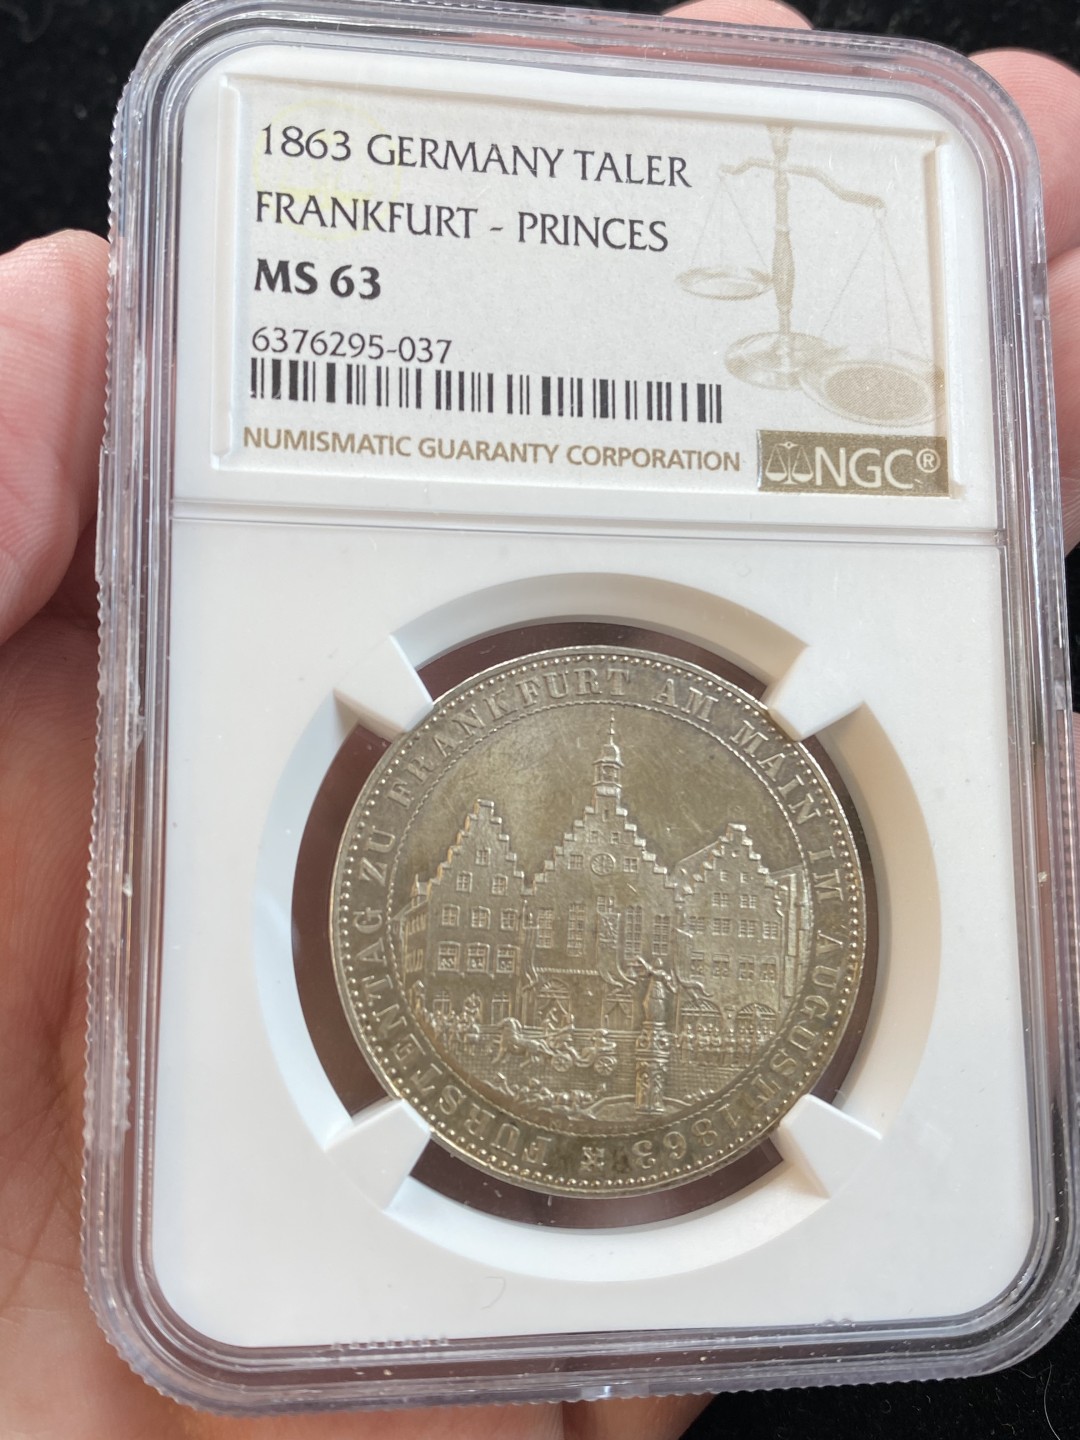 1863 GERMANY TALER
FRANKFURT - PRINCES
MS 63
6376295-037
NUMISMATIC GUARANTY CORPORATION
NGC®
FURSTENTAG ZU FRANKFURT AM MAIN IM AUGUST 1863